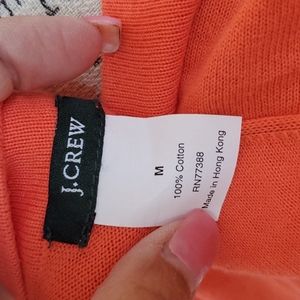 J.CREW
M
100% Cotton
RN77388
Made in Hong Kong